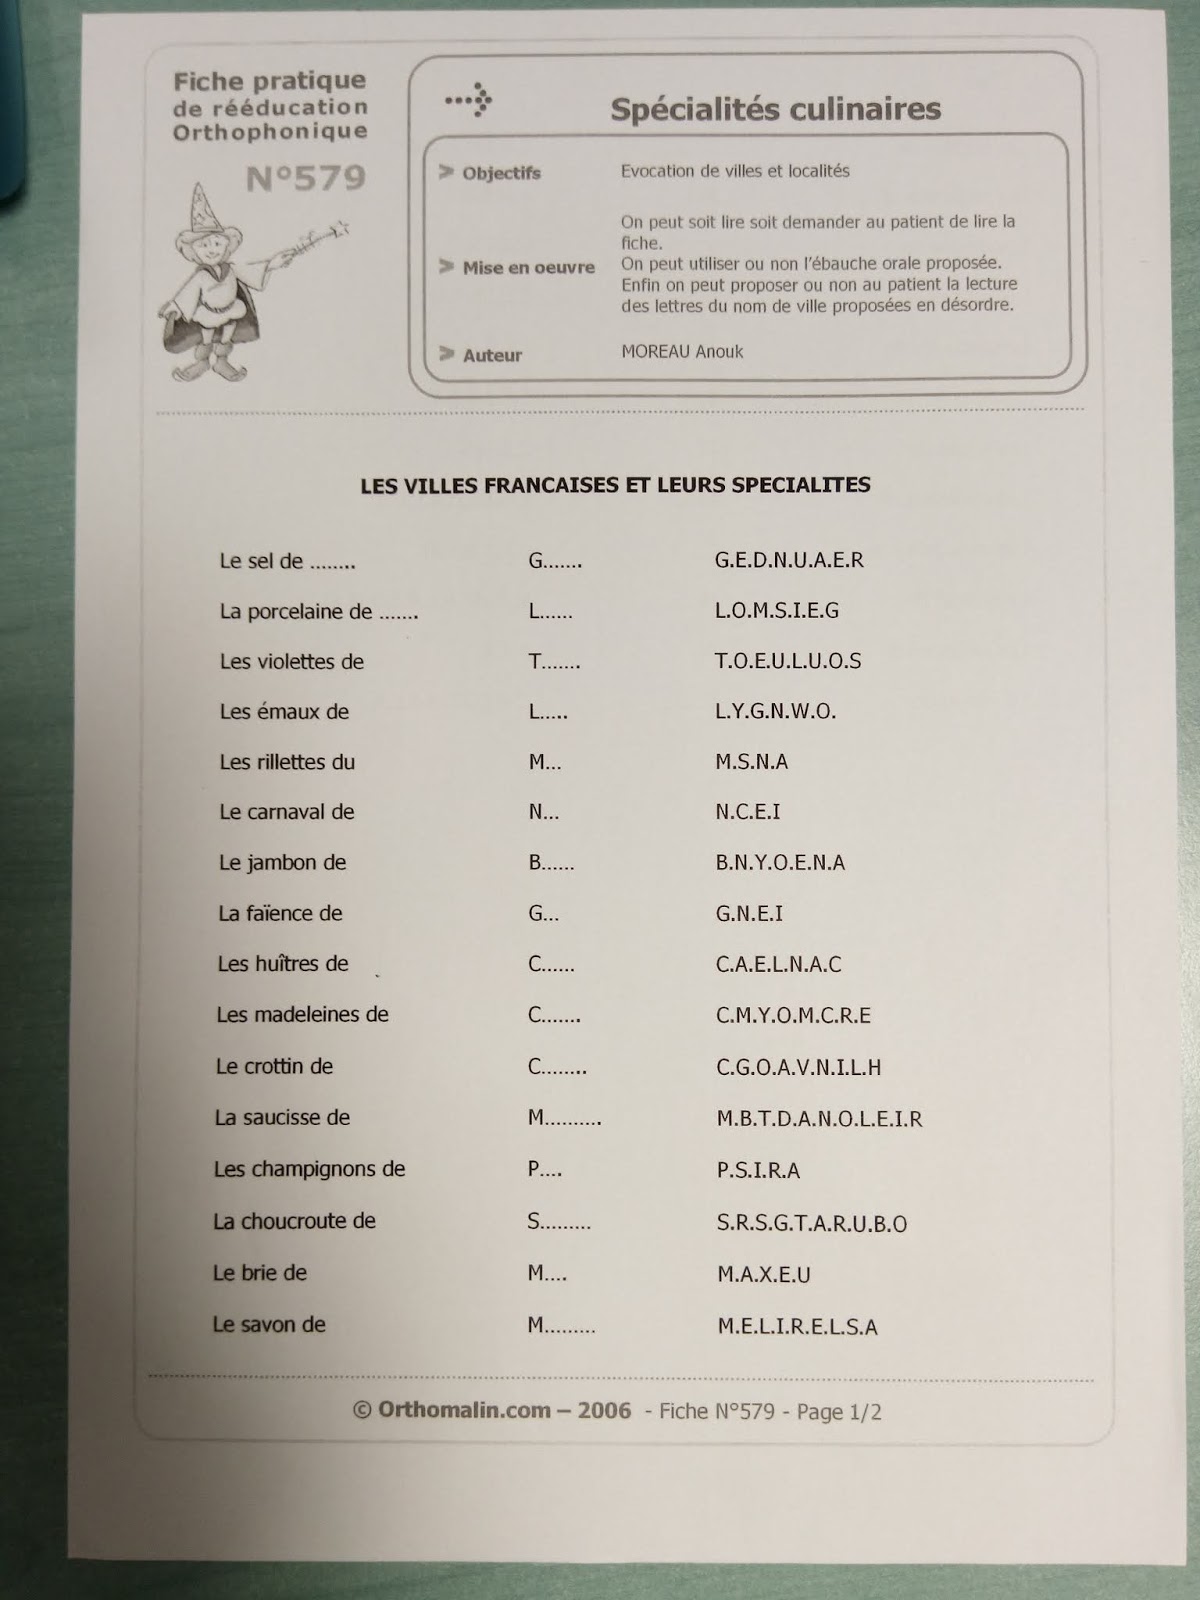 Fiche pratique
de rééducation
Orthophonique
N°579
Spécialités culinaires
Objectifs Evocation de villes et localités
Mise en oeuvre On peut soit lire soit demander au patient de lire la
fiche.
On peut utiliser ou non l'ébauche orale proposée.
Enfin on peut proposer ou non au patient la lecture
des lettres du nom de ville proposées en désordre.
Auteur MOREAU Anouk
LES VILLES FRANCAISES ET LEURS SPECIALITES
Le sel de ........ G....... G.E.D.N.U.A.E.R
La porcelaine de ....... L...... L.O.M.S.I.E.G
Les violettes de T....... T.O.E.U.L.U.O.S
Les émaux de L..... L.Y.G.N.W.O.
Les rillettes du M... M.S.N.A
Le carnaval de N... N.C.E.I
Le jambon de B...... B.N.Y.O.E.N.A
La faïence de G... G.N.E.I
Les huîtres de C...... C.A.E.L.N.A.C
Les madeleines de C....... C.M.Y.O.M.C.R.E
Le crottin de C........ C.G.O.A.V.N.I.L.H
La saucisse de M.......... M.B.T.D.A.N.O.L.E.I.R
Les champignons de P.... P.S.I.R.A
La choucroute de S......... S.R.S.G.T.A.R.U.B.O
Le brie de M.... M.A.X.E.U
Le savon de M......... M.E.L.I.R.E.L.S.A
© Orthomalin.com – 2006 - Fiche N°579 - Page 1/2